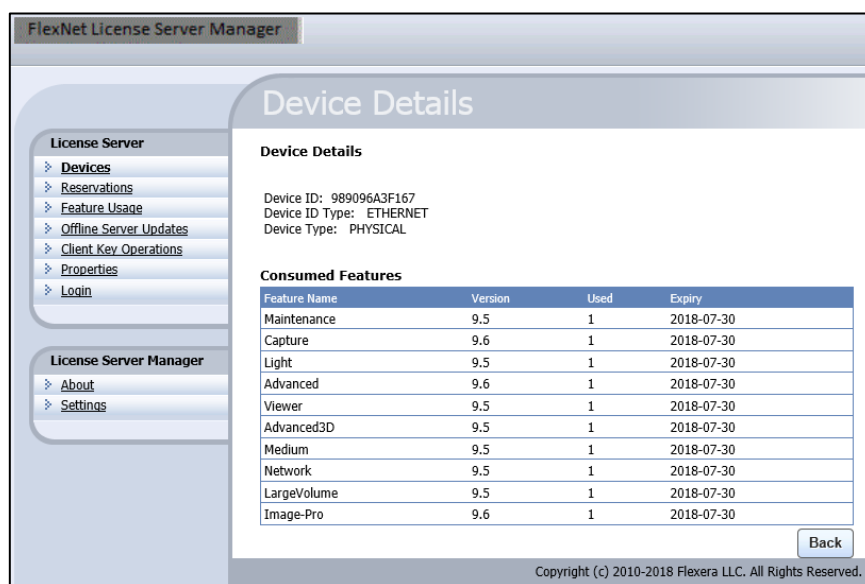 FlexNet License Server Manager
Device Details
License Server
Devices
Reservations
Feature Usage
Offline Server Updates
Client Key Operations
Properties
Login
License Server Manager
About
Settings
Device Details
Device ID: 989096A3F167
Device ID Type: ETHERNET
Device Type: PHYSICAL
Consumed Features
Feature Name Version Used Expiry
Maintenance 9.5 1 2018-07-30
Capture 9.6 1 2018-07-30
Light 9.5 1 2018-07-30
Advanced 9.6 1 2018-07-30
Viewer 9.5 1 2018-07-30
Advanced3D 9.5 1 2018-07-30
Medium 9.5 1 2018-07-30
Network 9.5 1 2018-07-30
LargeVolume 9.5 1 2018-07-30
Image-Pro 9.6 1 2018-07-30
Back
Copyright (c) 2010-2018 Flexera LLC. All Rights Reserved.